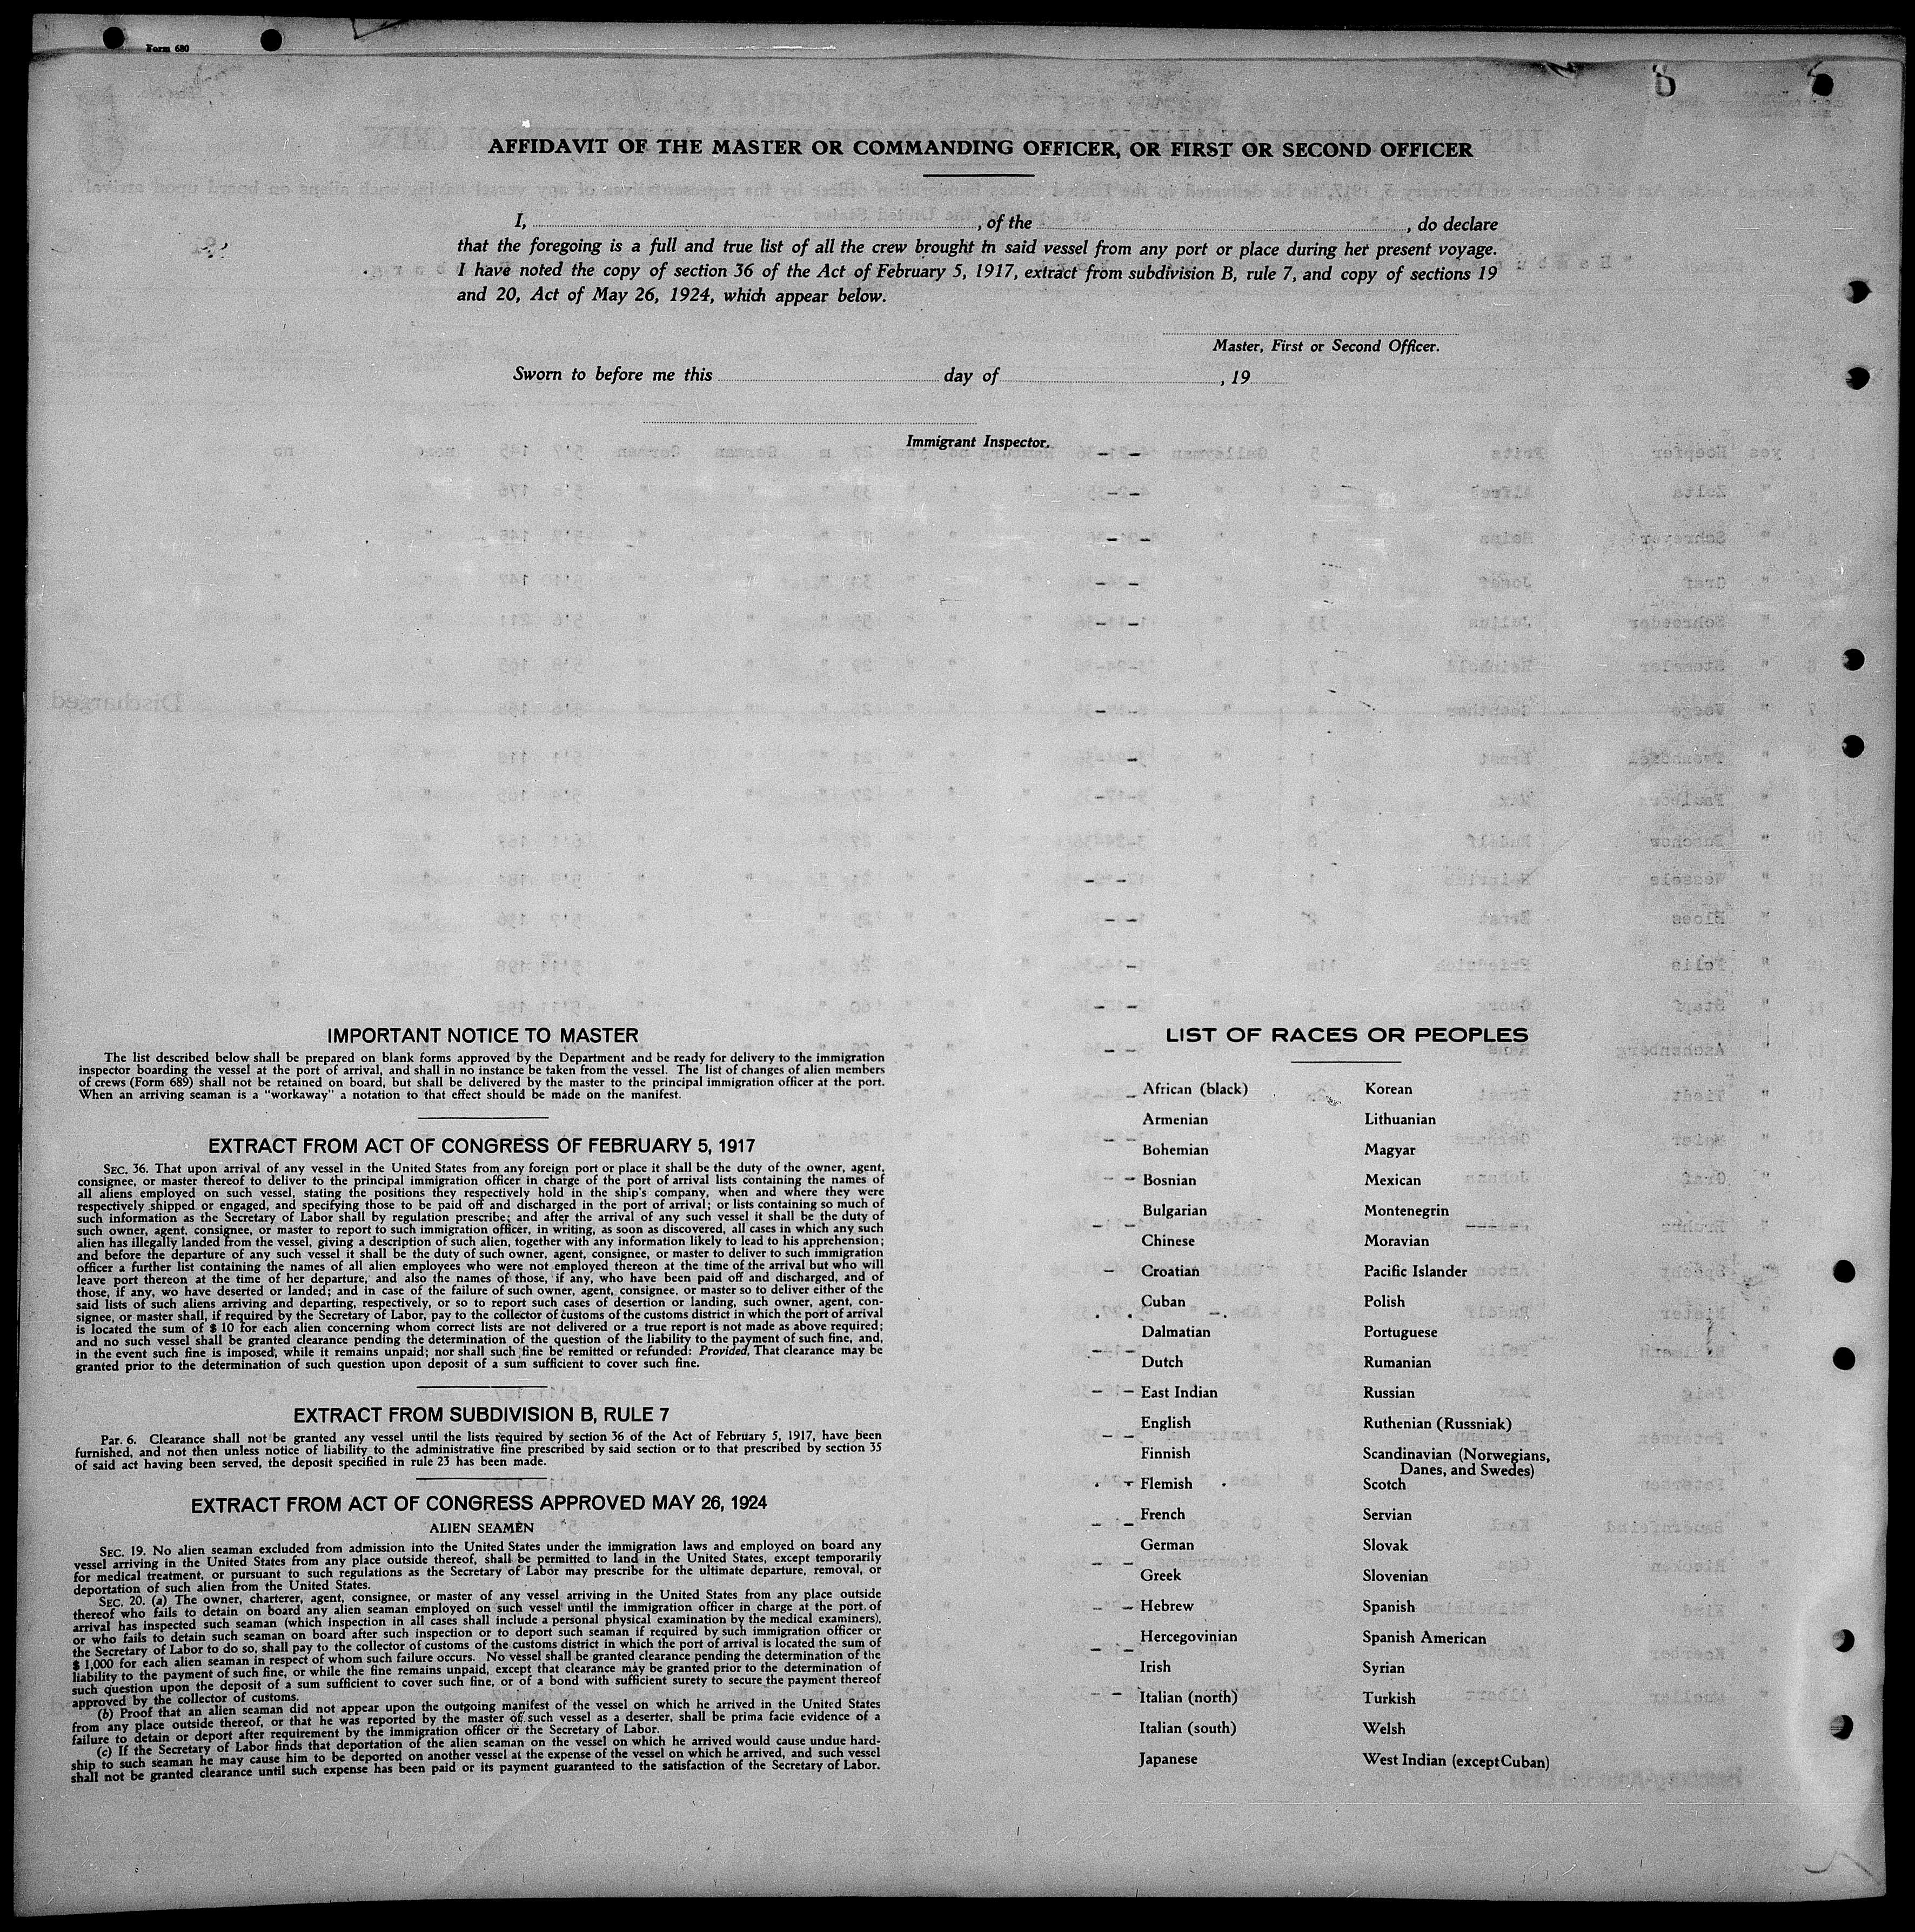 Form 680
AFFIDAVIT OF THE MASTER OR COMMANDING OFFICER, OR FIRST OR SECOND OFFICER
I, , of the , do declare
that the foregoing is a full and true list of all the crew brought in said vessel from any port or place during her present voyage.
I have noted the copy of section 36 of the Act of February 5, 1917, extract from subdivision B, rule 7, and copy of sections 19
and 20, Act of May 26, 1924, which appear below.
Master, First or Second Officer.
Sworn to before me this day of , 19
Immigrant Inspector.
IMPORTANT NOTICE TO MASTER
The list described below shall be prepared on blank forms approved by the Department and be ready for delivery to the immigration
inspector boarding the vessel at the port of arrival, and shall in no instance be taken from the vessel. The list of changes of alien members
of crews (Form 689) shall not be retained on board, but shall be delivered by the master to the principal immigration officer at the port.
When an arriving seaman is a "workaway" a notation to that effect should be made on the manifest.
EXTRACT FROM ACT OF CONGRESS OF FEBRUARY 5, 1917
SEC. 36. That upon arrival of any vessel in the United States from any foreign port or place it shall be the duty of the owner, agent,
consignee, or master thereof to deliver to the principal immigration officer in charge of the port of arrival lists containing the names of
all aliens employed on such vessel, stating the positions they respectively hold in the ship's company, when and where they were
respectively shipped or engaged, and specifying those to be paid off and discharged in the port of arrival; or lists containing so much of
such information as the Secretary of Labor shall by regulation prescribe; and after the arrival of any such vessel it shall be the duty of
such owner, agent, consignee, or master to report to such immigration officer, in writing, as soon as discovered, all cases in which any such
alien has illegally landed from the vessel, giving a description of such alien, together with any information likely to lead to his apprehension;
and before the departure of any such vessel it shall be the duty of such owner, agent, consignee, or master to deliver to such immigration
officer a further list containing the names of all alien employees who were not employed thereon at the time of the arrival but who will
leave port thereon at the time of her departure, and also the names of those, if any, who have been paid off and discharged, and of
those, if any, wo have deserted or landed; and in case of the failure of such owner, agent, consignee, or master so to deliver either of the
said lists of such aliens arriving and departing, respectively, or so to report such cases of desertion or landing, such owner, agent, con-
signee, or master shall, if required by the Secretary of Labor, pay to the collector of customs of the customs district in which the port of arrival
is located the sum of $ 10 for each alien concerning whom correct lists are not delivered or a true report is not made as above required;
and no such vessel shall be granted clearance pending the determination of the question of the liability to the payment of such fine, and,
in the event such fine is imposed, while it remains unpaid; nor shall such fine be remitted or refunded: Provided, That clearance may be
granted prior to the determination of such question upon deposit of a sum sufficient to cover such fine.
EXTRACT FROM SUBDIVISION B, RULE 7
Par. 6. Clearance shall not be granted any vessel until the lists required by section 36 of the Act of February 5, 1917, have been
furnished, and not then unless notice of liability to the administrative fine prescribed by said section or to that prescribed by section 35
of said act having been served, the deposit specified in rule 23 has been made.
EXTRACT FROM ACT OF CONGRESS APPROVED MAY 26, 1924
ALIEN SEAMEN
SEC. 19. No alien seaman excluded from admission into the United States under the immigration laws and employed on board any
vessel arriving in the United States from any place outside thereof, shall be permitted to land in the United States, except temporarily
for medical treatment, or pursuant to such regulations as the Secretary of Labor may prescribe for the ultimate departure, removal, or
deportation of such alien from the United States.
SEC. 20. (a) The owner, charterer, agent, consignee, or master of any vessel arriving in the United States from any place outside
thereof who fails to detain on board any alien seaman employed on such vessel until the immigration officer in charge at the port of
arrival has inspected such seaman (which inspection in all cases shall include a personal physical examination by the medical examiners),
or who fails to detain such seaman on board after such inspection or to deport such seaman if required by such immigration officer or
the Secretary of Labor to do so, shall pay to the collector of customs of the customs district in which the port of arrival is located the sum of
$ 1,000 for each alien seaman in respect of whom such failure occurs. No vessel shall be granted clearance pending the determination of the
liability to the payment of such fine, or while the fine remains unpaid, except that clearance may be granted prior to the determination of
such question upon the deposit of a sum sufficient to cover such fine, or of a bond with sufficient surety to secure the payment thereof
approved by the collector of customs.
(b) Proof that an alien seaman did not appear upon the outgoing manifest of the vessel on which he arrived in the United States
from any place outside thereof, or that he was reported by the master of such vessel as a deserter, shall be prima facie evidence of a
failure to detain or deport after requirement by the immigration officer or the Secretary of Labor.
(c) If the Secretary of Labor finds that deportation of the alien seaman on the vessel on which he arrived would cause undue hard-
ship to such seaman he may cause him to be deported on another vessel at the expense of the vessel on which he arrived, and such vessel
shall not be granted clearance until such expense has been paid or its payment guaranteed to the satisfaction of the Secretary of Labor.
LIST OF RACES OR PEOPLES
African (black)
Armenian
Bohemian
Bosnian
Bulgarian
Chinese
Croatian
Cuban
Dalmatian
Dutch
East Indian
English
Finnish
Flemish
French
German
Greek
Hebrew
Hercegovinian
Irish
Italian (north)
Italian (south)
Japanese
Korean
Lithuanian
Magyar
Mexican
Montenegrin
Moravian
Pacific Islander
Polish
Portuguese
Rumanian
Russian
Ruthenian (Russniak)
Scandinavian (Norwegians,
Danes, and Swedes)
Scotch
Servian
Slovak
Slovenian
Spanish
Spanish American
Syrian
Turkish
Welsh
West Indian (except Cuban)